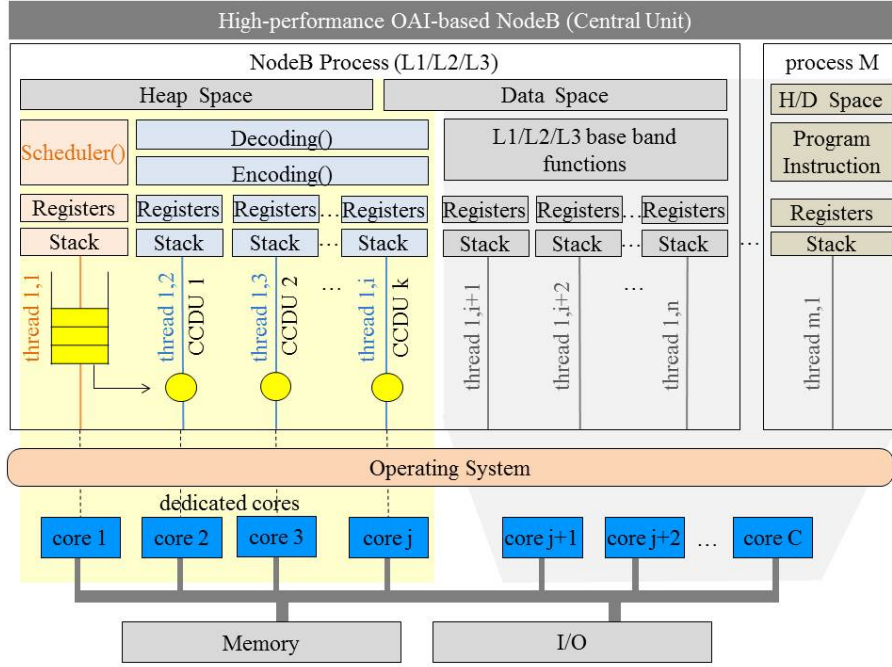 High-performance OAI-based NodeB (Central Unit)
NodeB Process (L1/L2/L3)
process M
Heap Space
Data Space
H/D Space
Scheduler()
Decoding()
Encoding()
L1/L2/L3 base band
functions
Program
Instruction
Registers
Registers
Registers
...
Registers
Registers
Registers
...
Registers
Registers
Stack
Stack
Stack
...
Stack
Stack
Stack
...
Stack
...
Stack
thread 1,1
thread 1,2
CCDU 1
thread 1,3
CCDU 2
...
thread 1,i
CCDU k
thread 1,i+1
thread 1,i+2
...
thread 1,n
thread m,1
Operating System
dedicated cores
core 1
core 2
core 3
core j
core j+1
core j+2
...
core C
Memory
I/O